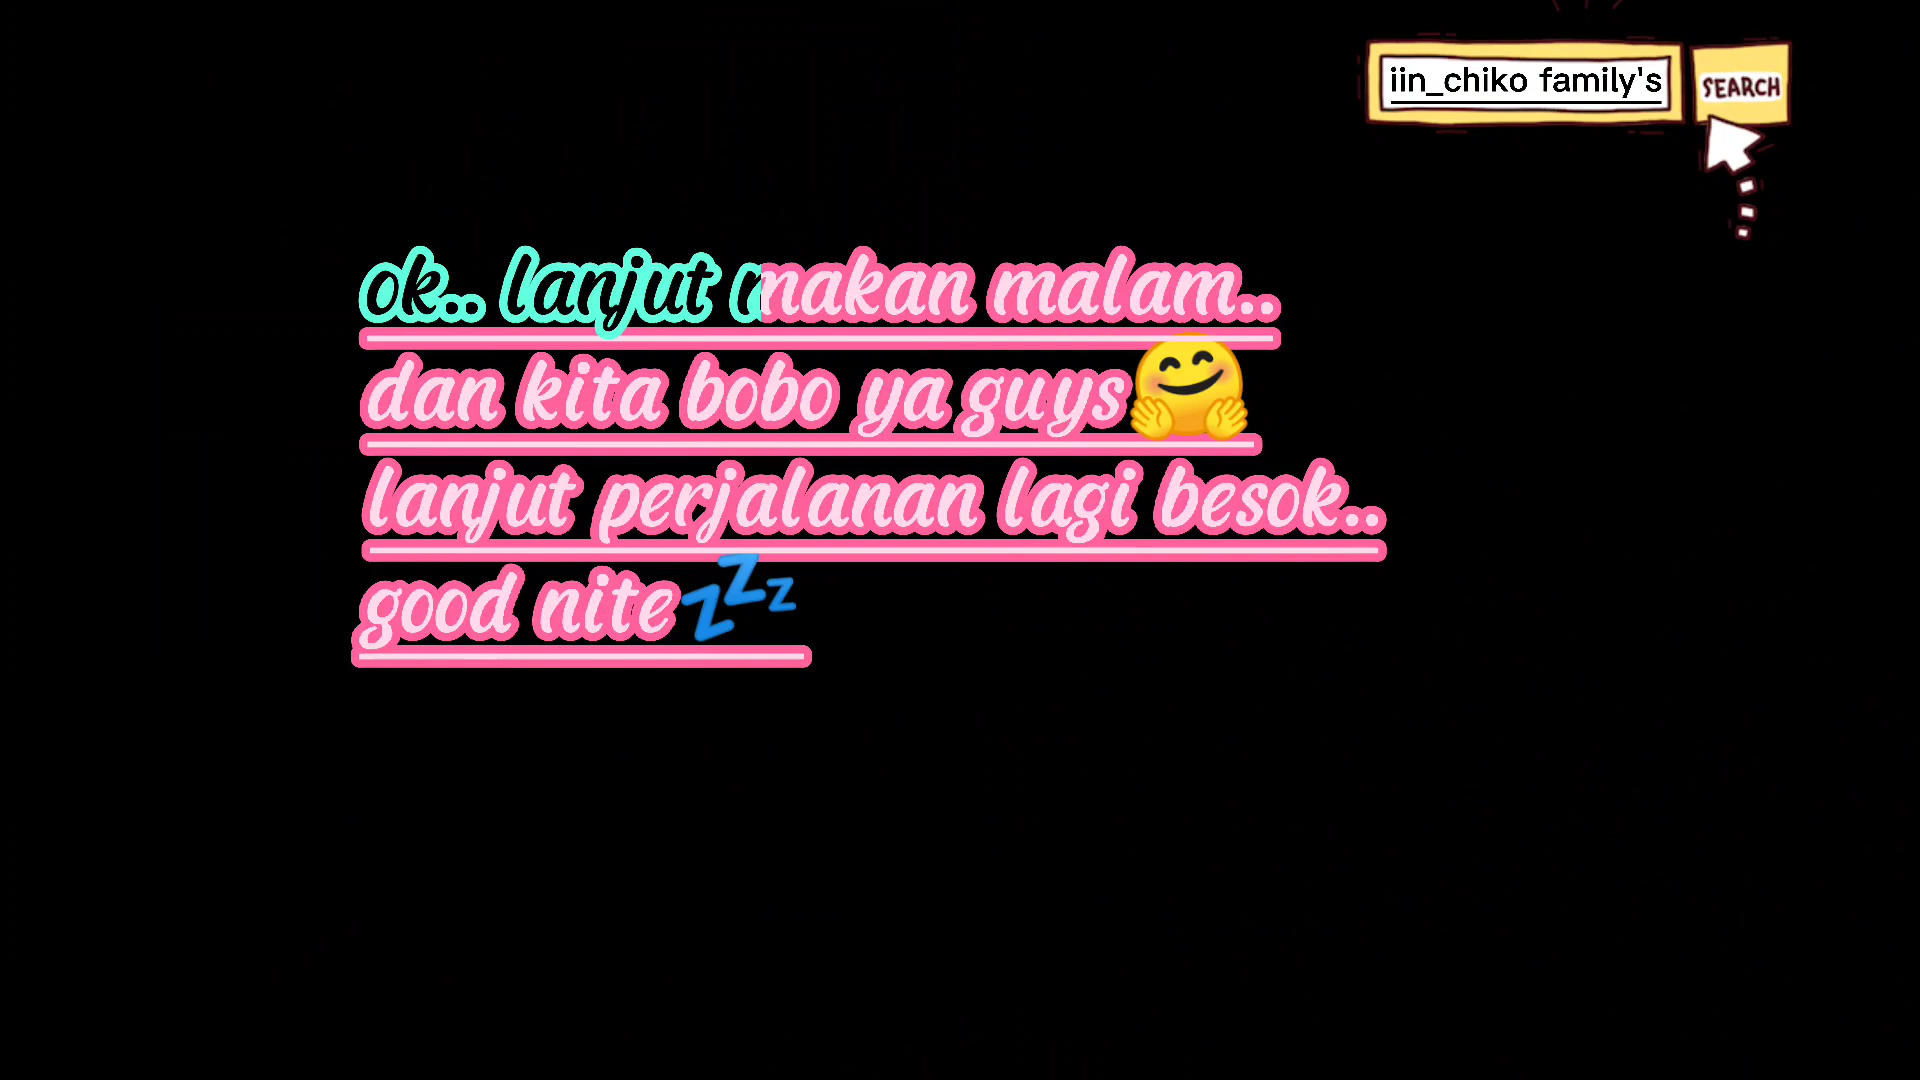 iin_chiko family's
SEARCH
ok.. lanjut makan malam..
dan kita bobo ya guys🤗
lanjut perjalanan lagi besok..
good nite💤